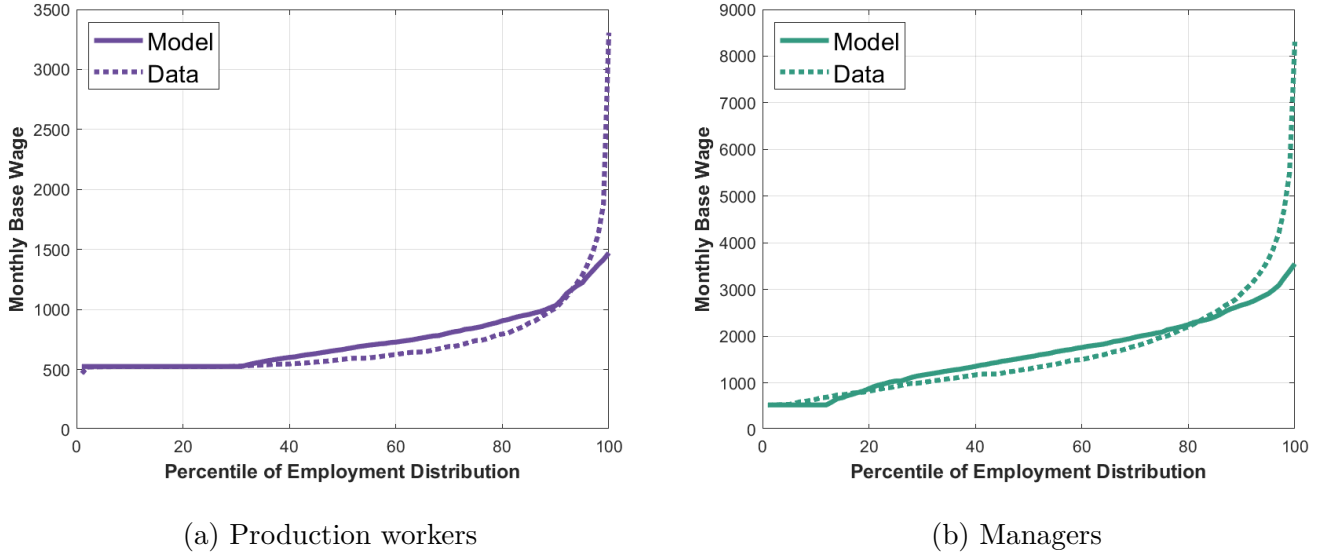 3500
3000
2500
2000
1500
1000
500
0
Monthly Base Wage
Model
Data
0 20 40 60 80 100
Percentile of Employment Distribution
(a) Production workers
9000
8000
7000
6000
5000
4000
3000
2000
1000
0
Monthly Base Wage
Model
Data
0 20 40 60 80 100
Percentile of Employment Distribution
(b) Managers